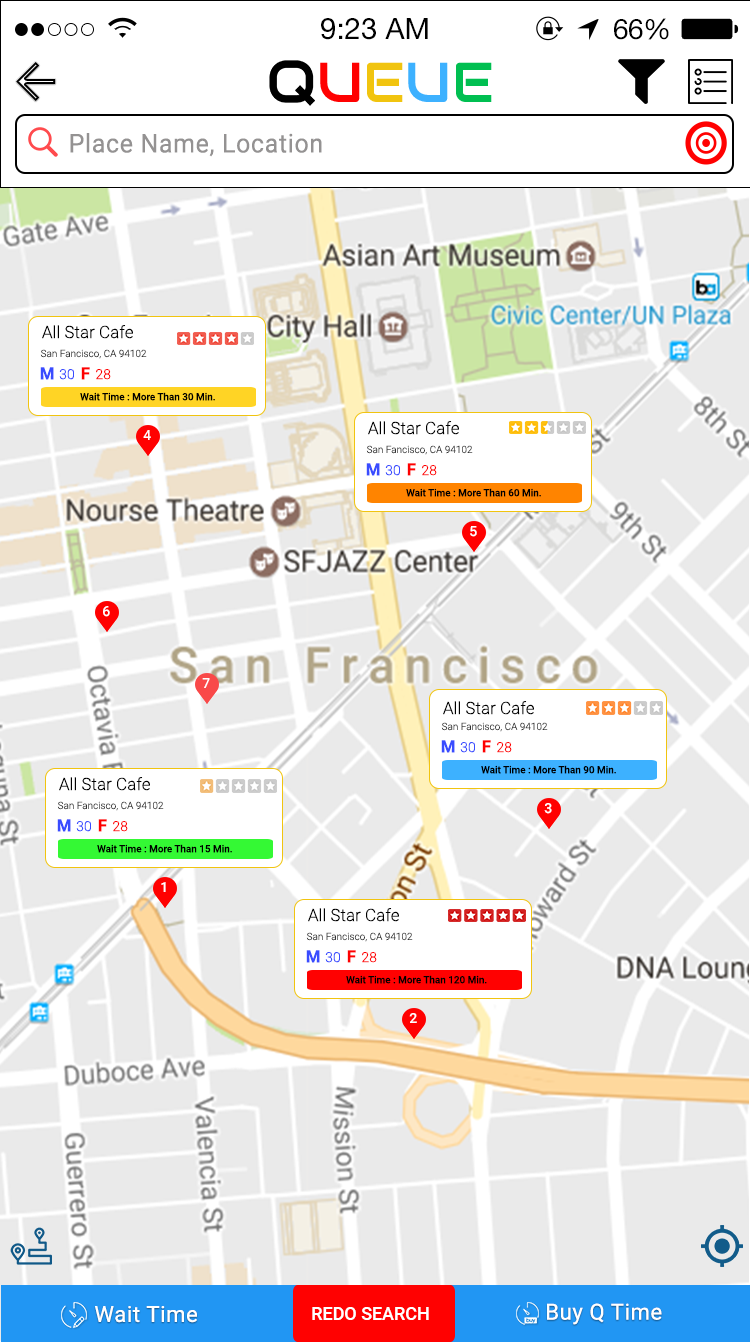 9:23 AM
66%
QUEUE
Place Name, Location
Gate Ave
Asian Art Museum
Civic Center/UN Plaza
City Hall
All Star Cafe
San Fancisco, CA 94102
M 30 F 28
Wait Time : More Than 30 Min.
4
8th St
All Star Cafe
San Fancisco, CA 94102
M 30 F 28
Wait Time : More Than 60 Min.
5
Nourse Theatre
9th St
SFJAZZ Center
6
San Francisco
7
Octavia
All Star Cafe
San Fancisco, CA 94102
M 30 F 28
Wait Time : More Than 90 Min.
3
All Star Cafe
San Fancisco, CA 94102
M 30 F 28
Wait Time : More Than 15 Min.
1
All Star Cafe
San Fancisco, CA 94102
M 30 F 28
Wait Time : More Than 120 Min.
2
DNA Loun
Duboce Ave
Guerrero St
Valencia St
Mission St
Wait Time
REDO SEARCH
buy
Buy Q Time